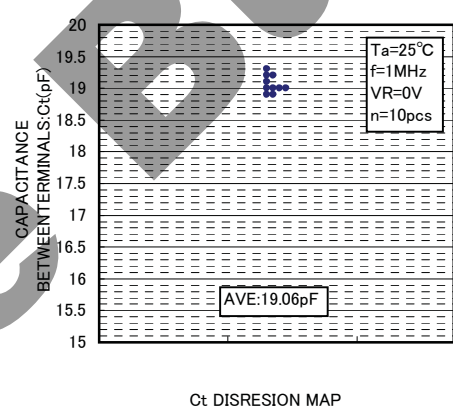 20
19.5
19
18.5
18
17.5
17
16.5
16
15.5
15
CAPACITANCE
BETWEENTERMINALS:Ct(pF)
Ta=25℃
f=1MHz
VR=0V
n=10pcs
AVE:19.06pF
Ct DISRESION MAP